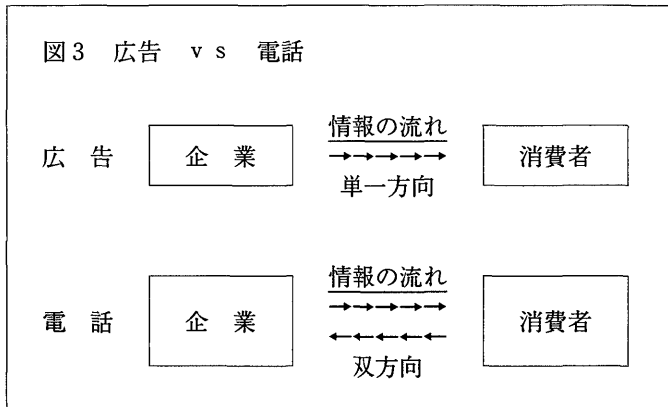 図3 広告 vs 電話
情報の流れ
広告 企業 →→→→→ 消費者
単一方向
情報の流れ
→→→→→
電話 企業 消費者
←←←←←
双方向